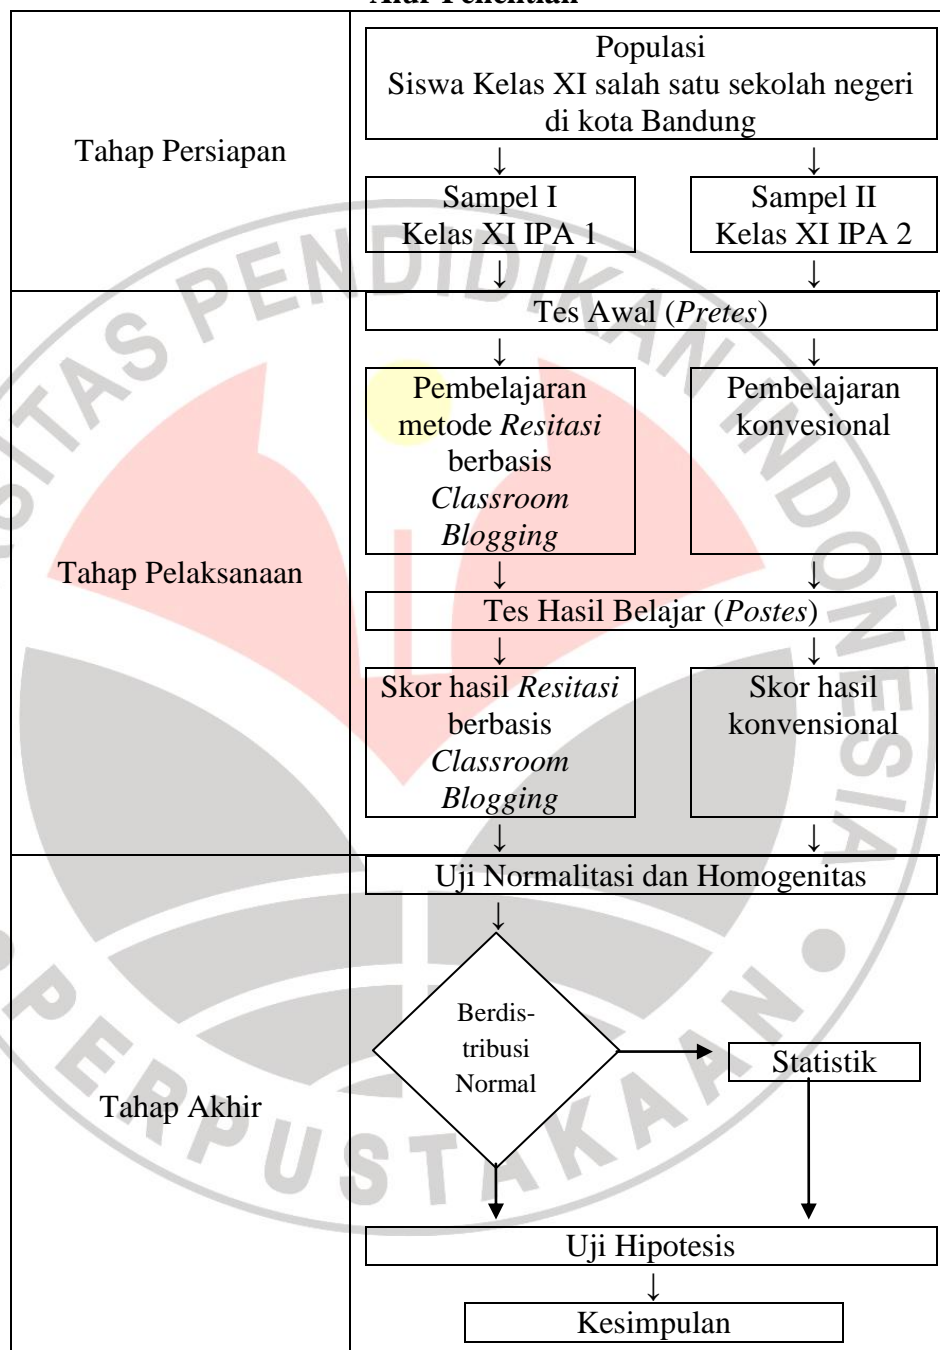 Populasi
Siswa Kelas XI salah satu sekolah negeri
di kota Bandung
Tahap Persiapan
↓ ↓
Sampel I
Kelas XI IPA 1
Sampel II
Kelas XI IPA 2
↓ ↓
Tes Awal (Pretes)
↓ ↓
Pembelajaran
metode Resitasi
berbasis
Classroom
Blogging
Pembelajaran
konvesional
Tahap Pelaksanaan
↓ ↓
Tes Hasil Belajar (Postes)
↓ ↓
Skor hasil Resitasi
berbasis
Classroom
Blogging
Skor hasil
konvensional
↓ ↓
Uji Normalitasi dan Homogenitas
↓
Berdis-
tribusi
Normal
Statistik
Tahap Akhir
Uji Hipotesis
↓
Kesimpulan
UNIVERSITAS PENDIDIKAN INDONESIA
PERPUSTAKAAN